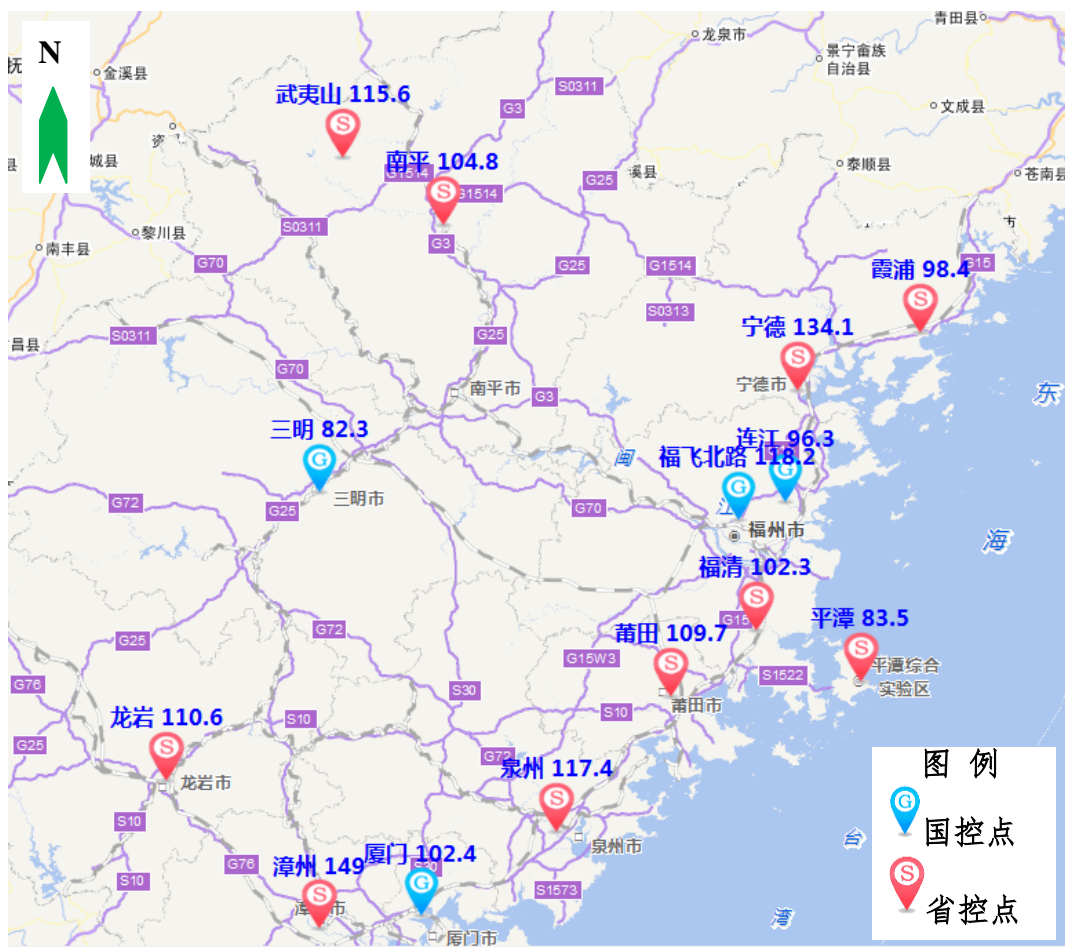 N
抚
金溪县
龙泉市
青田县
景宁畲族
自治县
S0311
武夷山 115.6
G3
文成县
资
城县
南平 104.8
G1514
G1514
溪县
G25
泰顺县
苍南县
市
黎川县
S0311
南丰县
G3
G70
G25
G1514
G15
霞浦 98.4
S0313
宁德 134.1
昌县
S0311
G25
G70
南平市
宁德市
G3
东
三明 82.3
连江 96.3
福飞北路 118.2
闽
三明市
G72
G25
G70
江
福州市
海
福清 102.3
G72
G25
莆田 109.7
G15
平潭 83.5
G15W3
S1522
平潭综合
实验区
G76
S30
莆田市
龙岩 110.6
S10
S10
G25
G72
泉州 117.4
龙岩市
S10
泉州市
G76
漳州 149
厦门 102.4
S10
S1573
市
厦门市
台
湾
图 例
G 国控点
S 省控点